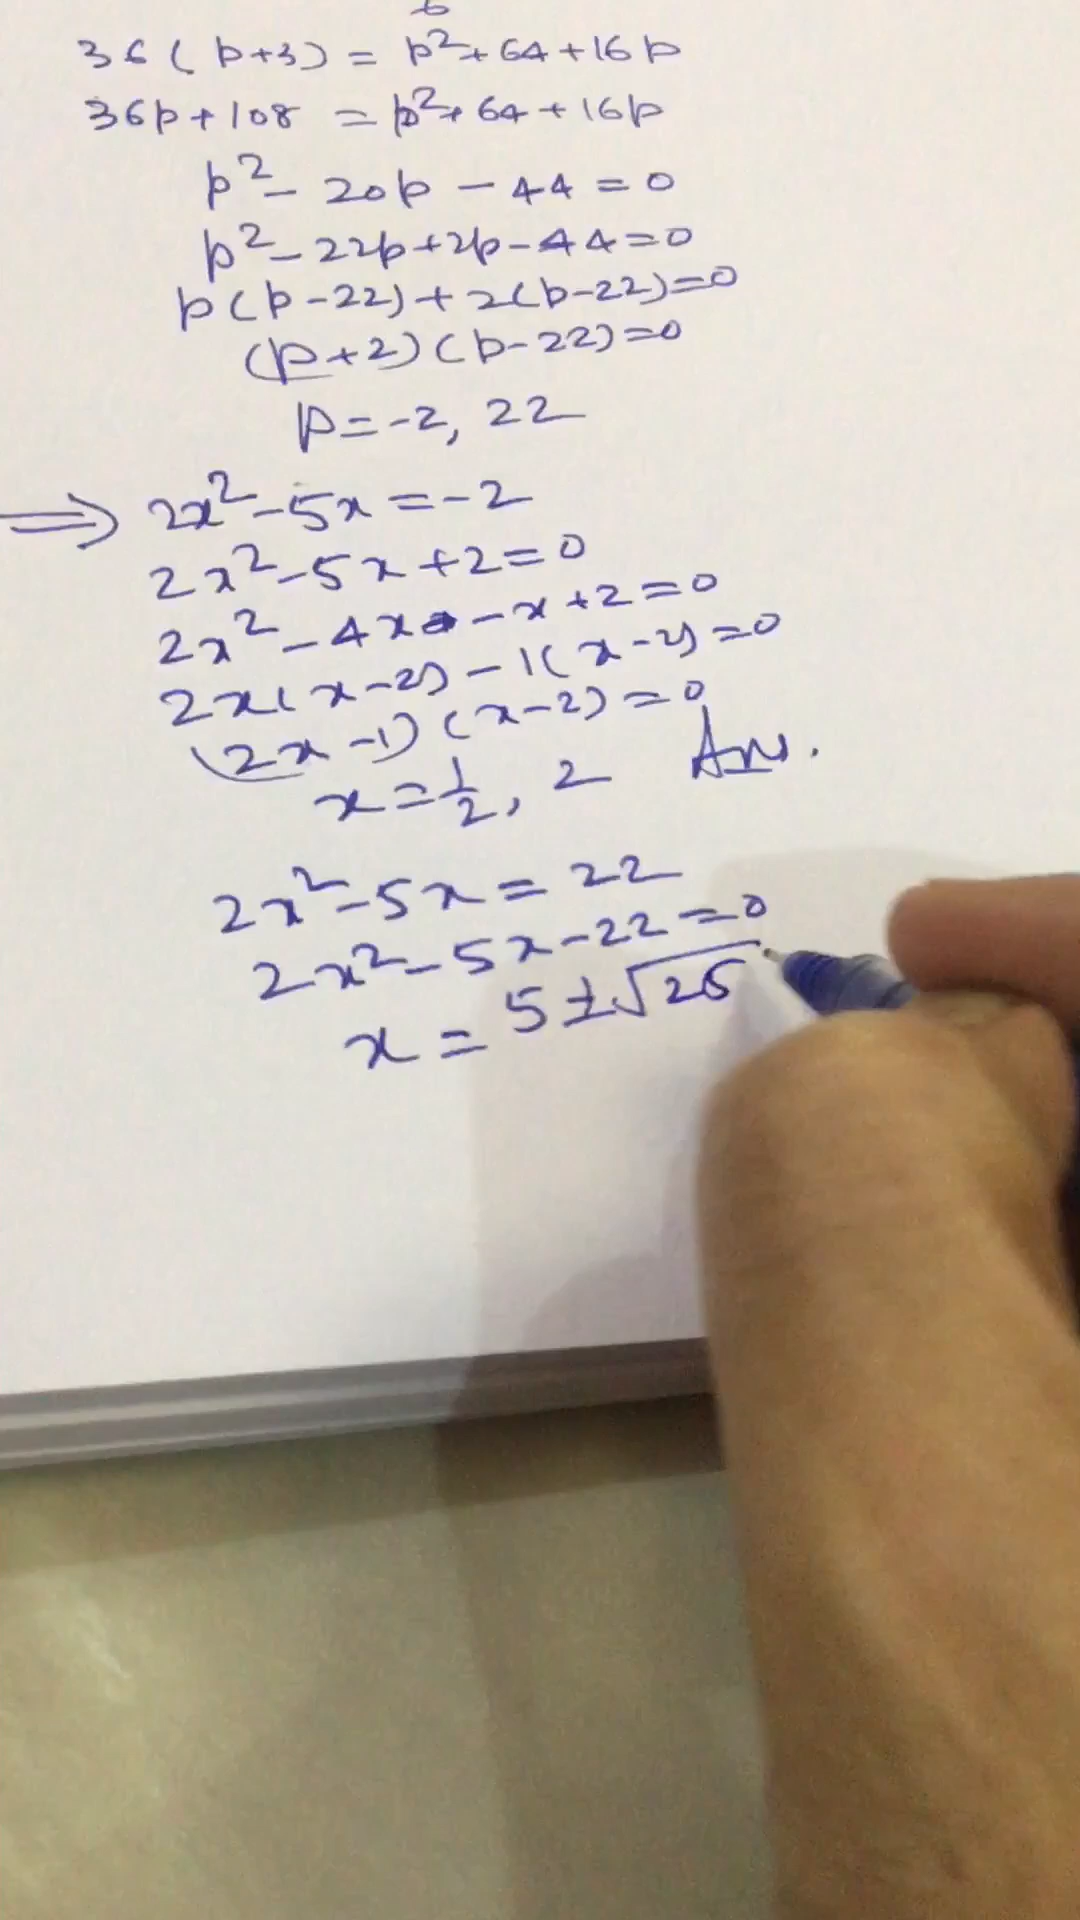 6
36(p+3) = p²+64+16p
36p+108 = p²+64+16p
p²-20p-44=0
p²-22p+2p-44=0
p(p-22)+2(p-22)=0
(p+2)(p-22)=0
p=-2, 22
⇒ 2x²-5x=-2
2x²-5x+2=0
2x²-4x-x+2=0
2x(x-2)-1(x-2)=0
(2x-1)(x-2)=0
x=1/2, 2 Ans.
2x²-5x=22
2x²-5x-22=0
x=5±√25